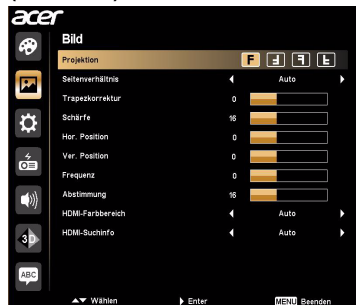 acer
Bild
Projektion F F F F
Seitenverhältnis Auto
Trapezkorrektur 0
Schärfe 16
Hor. Position 0
Ver. Position 0
Frequenz 0
Abstimmung 16
HDMI-Farbbereich Auto
HDMI-Suchinfo Auto
3D
ABC
Wählen Enter MENU Beenden